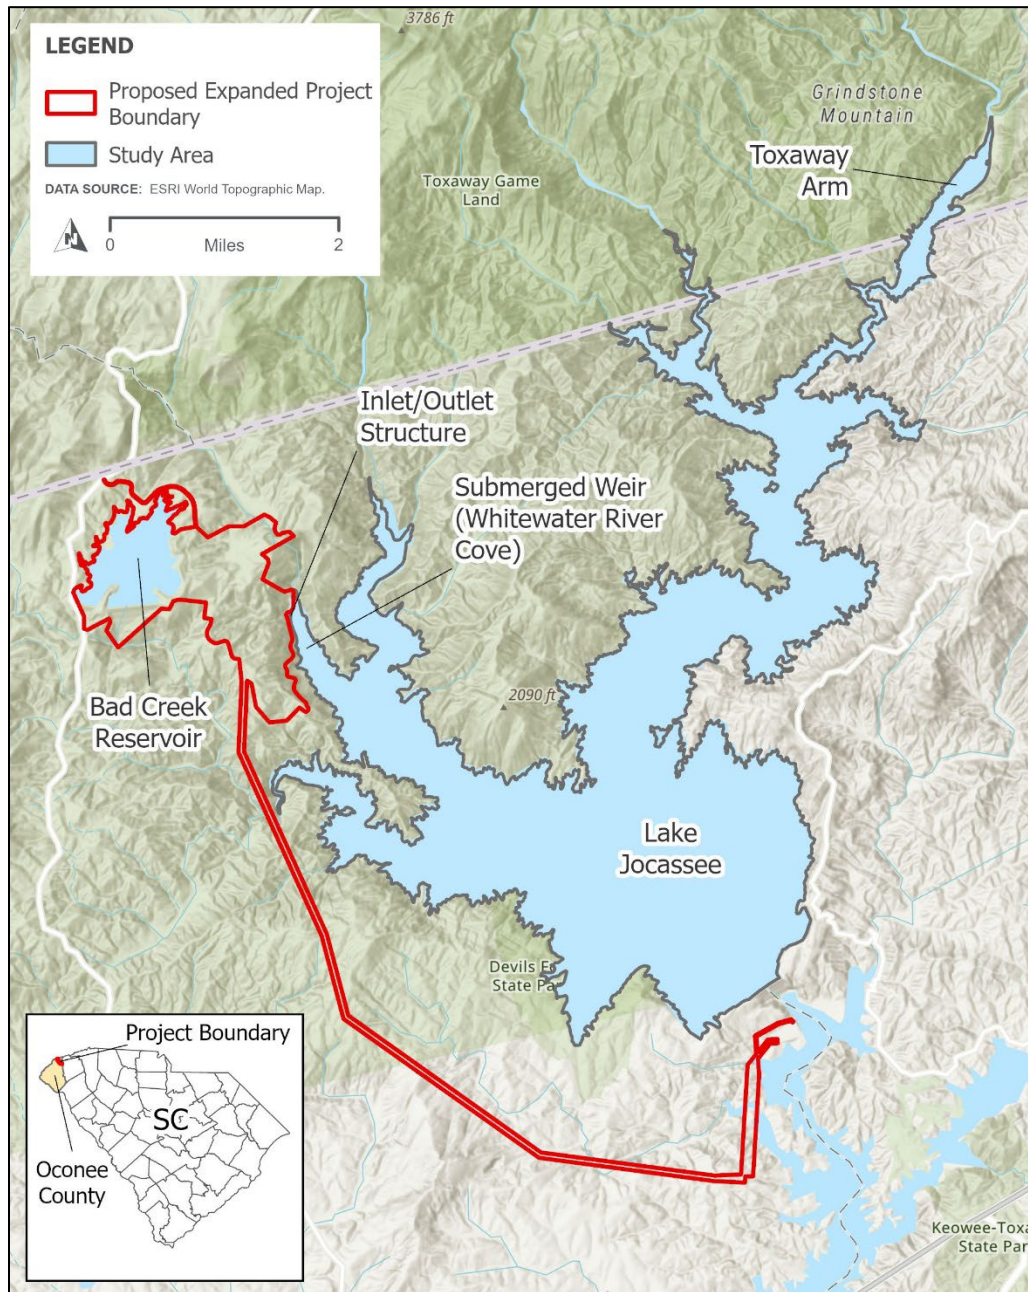 3786 ft
LEGEND
Proposed Expanded Project
Boundary
Study Area
DATA SOURCE: ESRI World Topographic Map.
N
0
Miles
2
Grindstone
Mountain
Toxaway
Arm
Toxaway Game
Land
Inlet/Outlet
Structure
Submerged Weir
(Whitewater River
Cove)
2090 ft
Bad Creek
Reservoir
Lake
Jocassee
Devils Fo
State Pa
Project Boundary
SC
Oconee
County
Keowee-Toxa
State Par